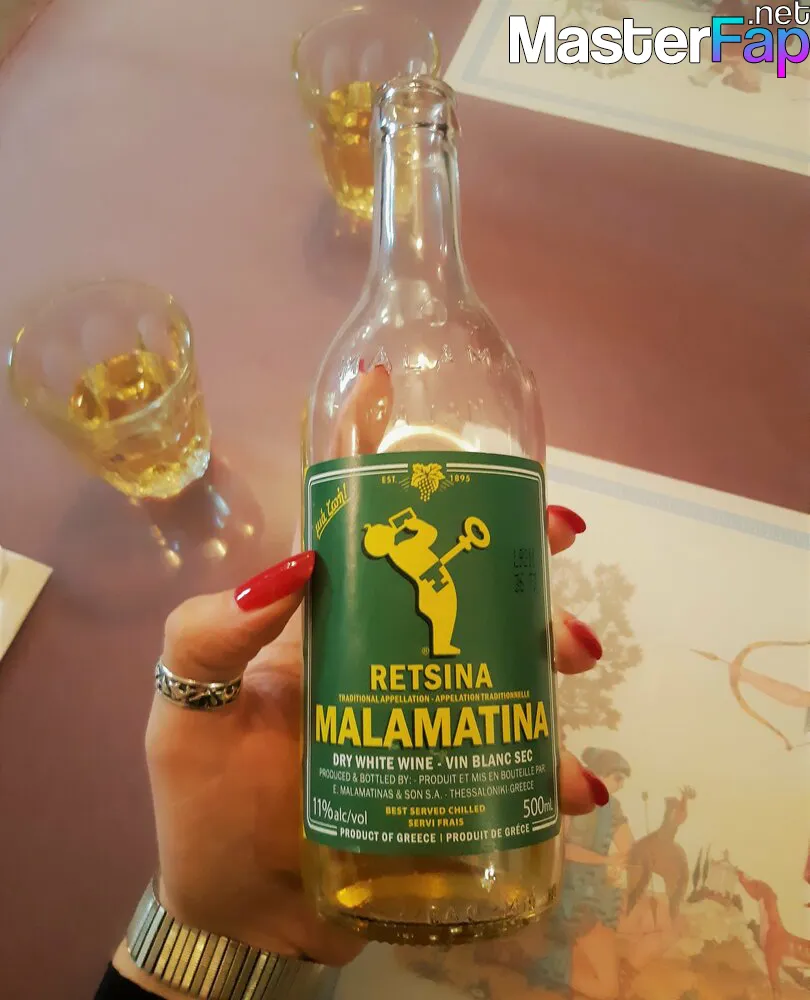 MasterFap.net
EST. 1895
RETSINA
TRADITIONAL APPELLATION - APPELATION TRADITIONNELLE
MALAMATINA
DRY WHITE WINE - VIN BLANC SEC
PRODUCED & BOTTLED BY: - PRODUIT ET MIS EN BOUTEILLE PAR
E. MALAMATINAS & SON S.A. - THESSALONIKI GREECE
11%alc/vol
BEST SERVED CHILLED
SERVI FRAIS
500mL
PRODUCT OF GREECE | PRODUIT DE GRÈCE